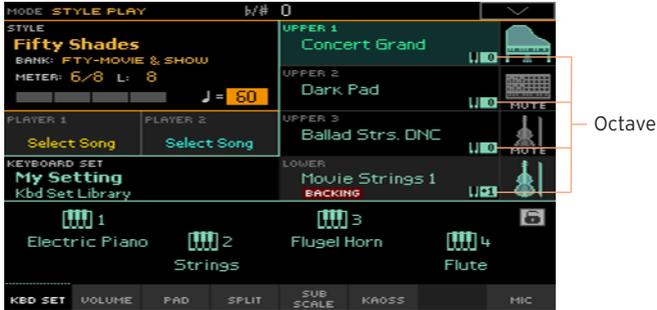 MODE STYLE PLAY ♭/# 0
STYLE
Fifty Shades
BANK: FTY-MOVIE & SHOW
METER: 6/8 L: 8
♩ = 60
PLAYER 1 PLAYER 2
Select Song Select Song
KEYBOARD SET
My Setting
Kbd Set Library
UPPER 1
Concert Grand
0
UPPER 2
Dark Pad
0
MUTE
UPPER 3
Ballad Strs. DNC
0
MUTE
LOWER
Movie Strings 1
BACKING
+1
Octave
1
Electric Piano
2
Strings
3
Flugel Horn
4
Flute
KBD SET VOLUME PAD SPLIT SUB SCALE KAOSS MIC